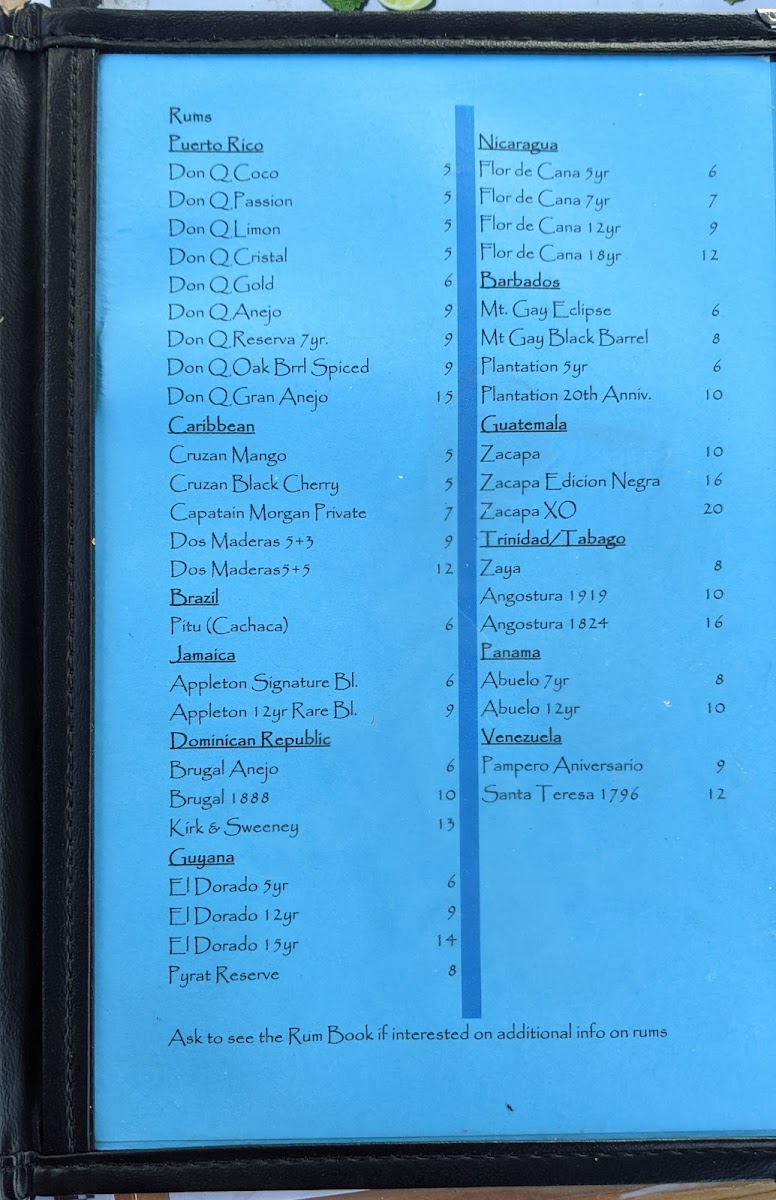 Rums
Puerto Rico
Don Q.Coco 5
Don Q.Passion 5
Don Q.Limon 5
Don Q.Cristal 5
Don Q.Gold 6
Don Q.Anejo 9
Don Q.Reserva 7yr. 9
Don Q.Oak Brrl Spiced 9
Don Q.Gran Anejo 15
Caribbean
Cruzan Mango 5
Cruzan Black Cherry 5
Capatain Morgan Private 7
Dos Maderas 5+3 9
Dos Maderas5+5 12
Brazil
Pitu (Cachaca) 6
Jamaica
Appleton Signature Bl. 6
Appleton 12yr Rare Bl. 9
Dominican Republic
Brugal Anejo 6
Brugal 1888 10
Kirk & Sweeney 13
Guyana
El Dorado 5yr 6
El Dorado 12yr 9
El Dorado 15yr 14
Pyrat Reserve 8
Nicaragua
Flor de Cana 5yr 6
Flor de Cana 7yr 7
Flor de Cana 12yr 9
Flor de Cana 18yr 12
Barbados
Mt. Gay Eclipse 6
Mt Gay Black Barrel 8
Plantation 5yr 6
Plantation 20th Anniv. 10
Guatemala
Zacapa 10
Zacapa Edicion Negra 16
Zacapa XO 20
Trinidad/Tabago
Zaya 8
Angostura 1919 10
Angostura 1824 16
Panama
Abuelo 7yr 8
Abuelo 12yr 10
Venezuela
Pampero Aniversario 9
Santa Teresa 1796 12
Ask to see the Rum Book if interested on additional info on rums